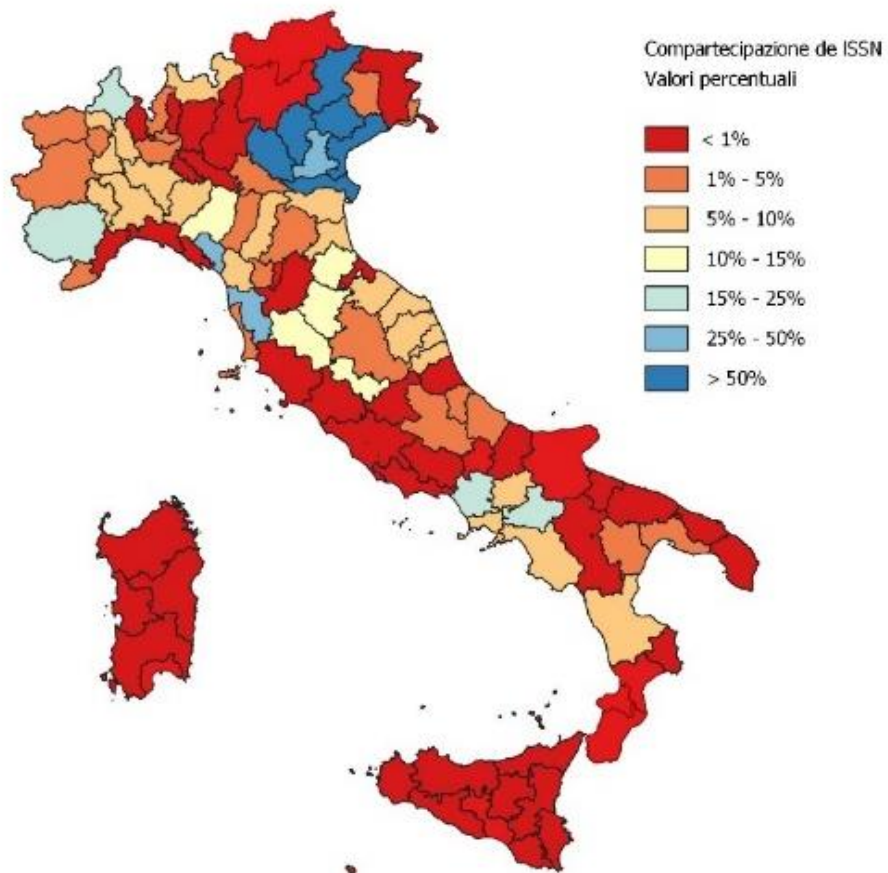 Compartecipazione de ISSN
Valori percentuali
< 1%
1% - 5%
5% - 10%
10% - 15%
15% - 25%
25% - 50%
> 50%